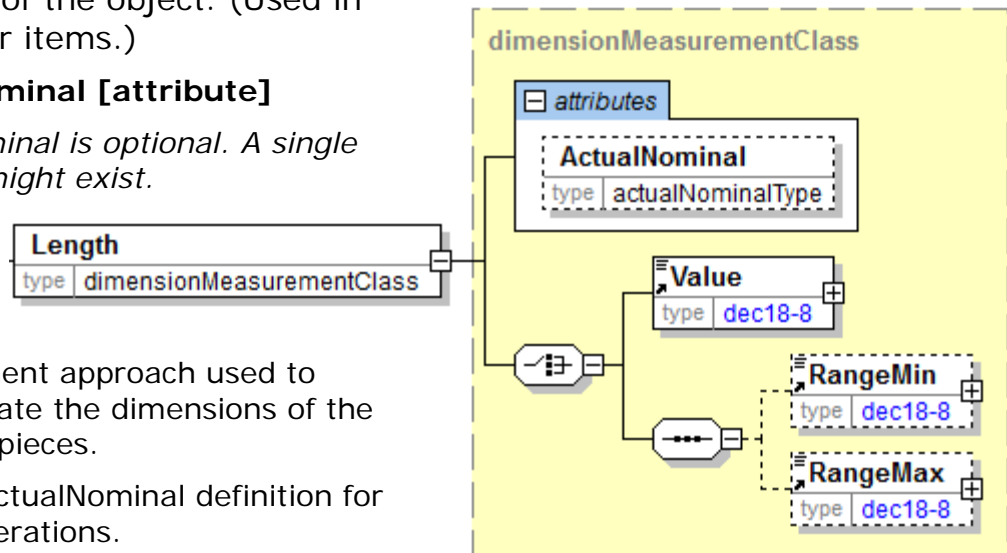 of the object. (Used in
r items.)
minal [attribute]
ninal is optional. A single
might exist.
ent approach used to
ate the dimensions of the
pieces.
ctualNominal definition for
erations.
Length
type dimensionMeasurementClass
dimensionMeasurementClass
attributes
ActualNominal
type actualNominalType
Value
type dec18-8
RangeMin
type dec18-8
RangeMax
type dec18-8